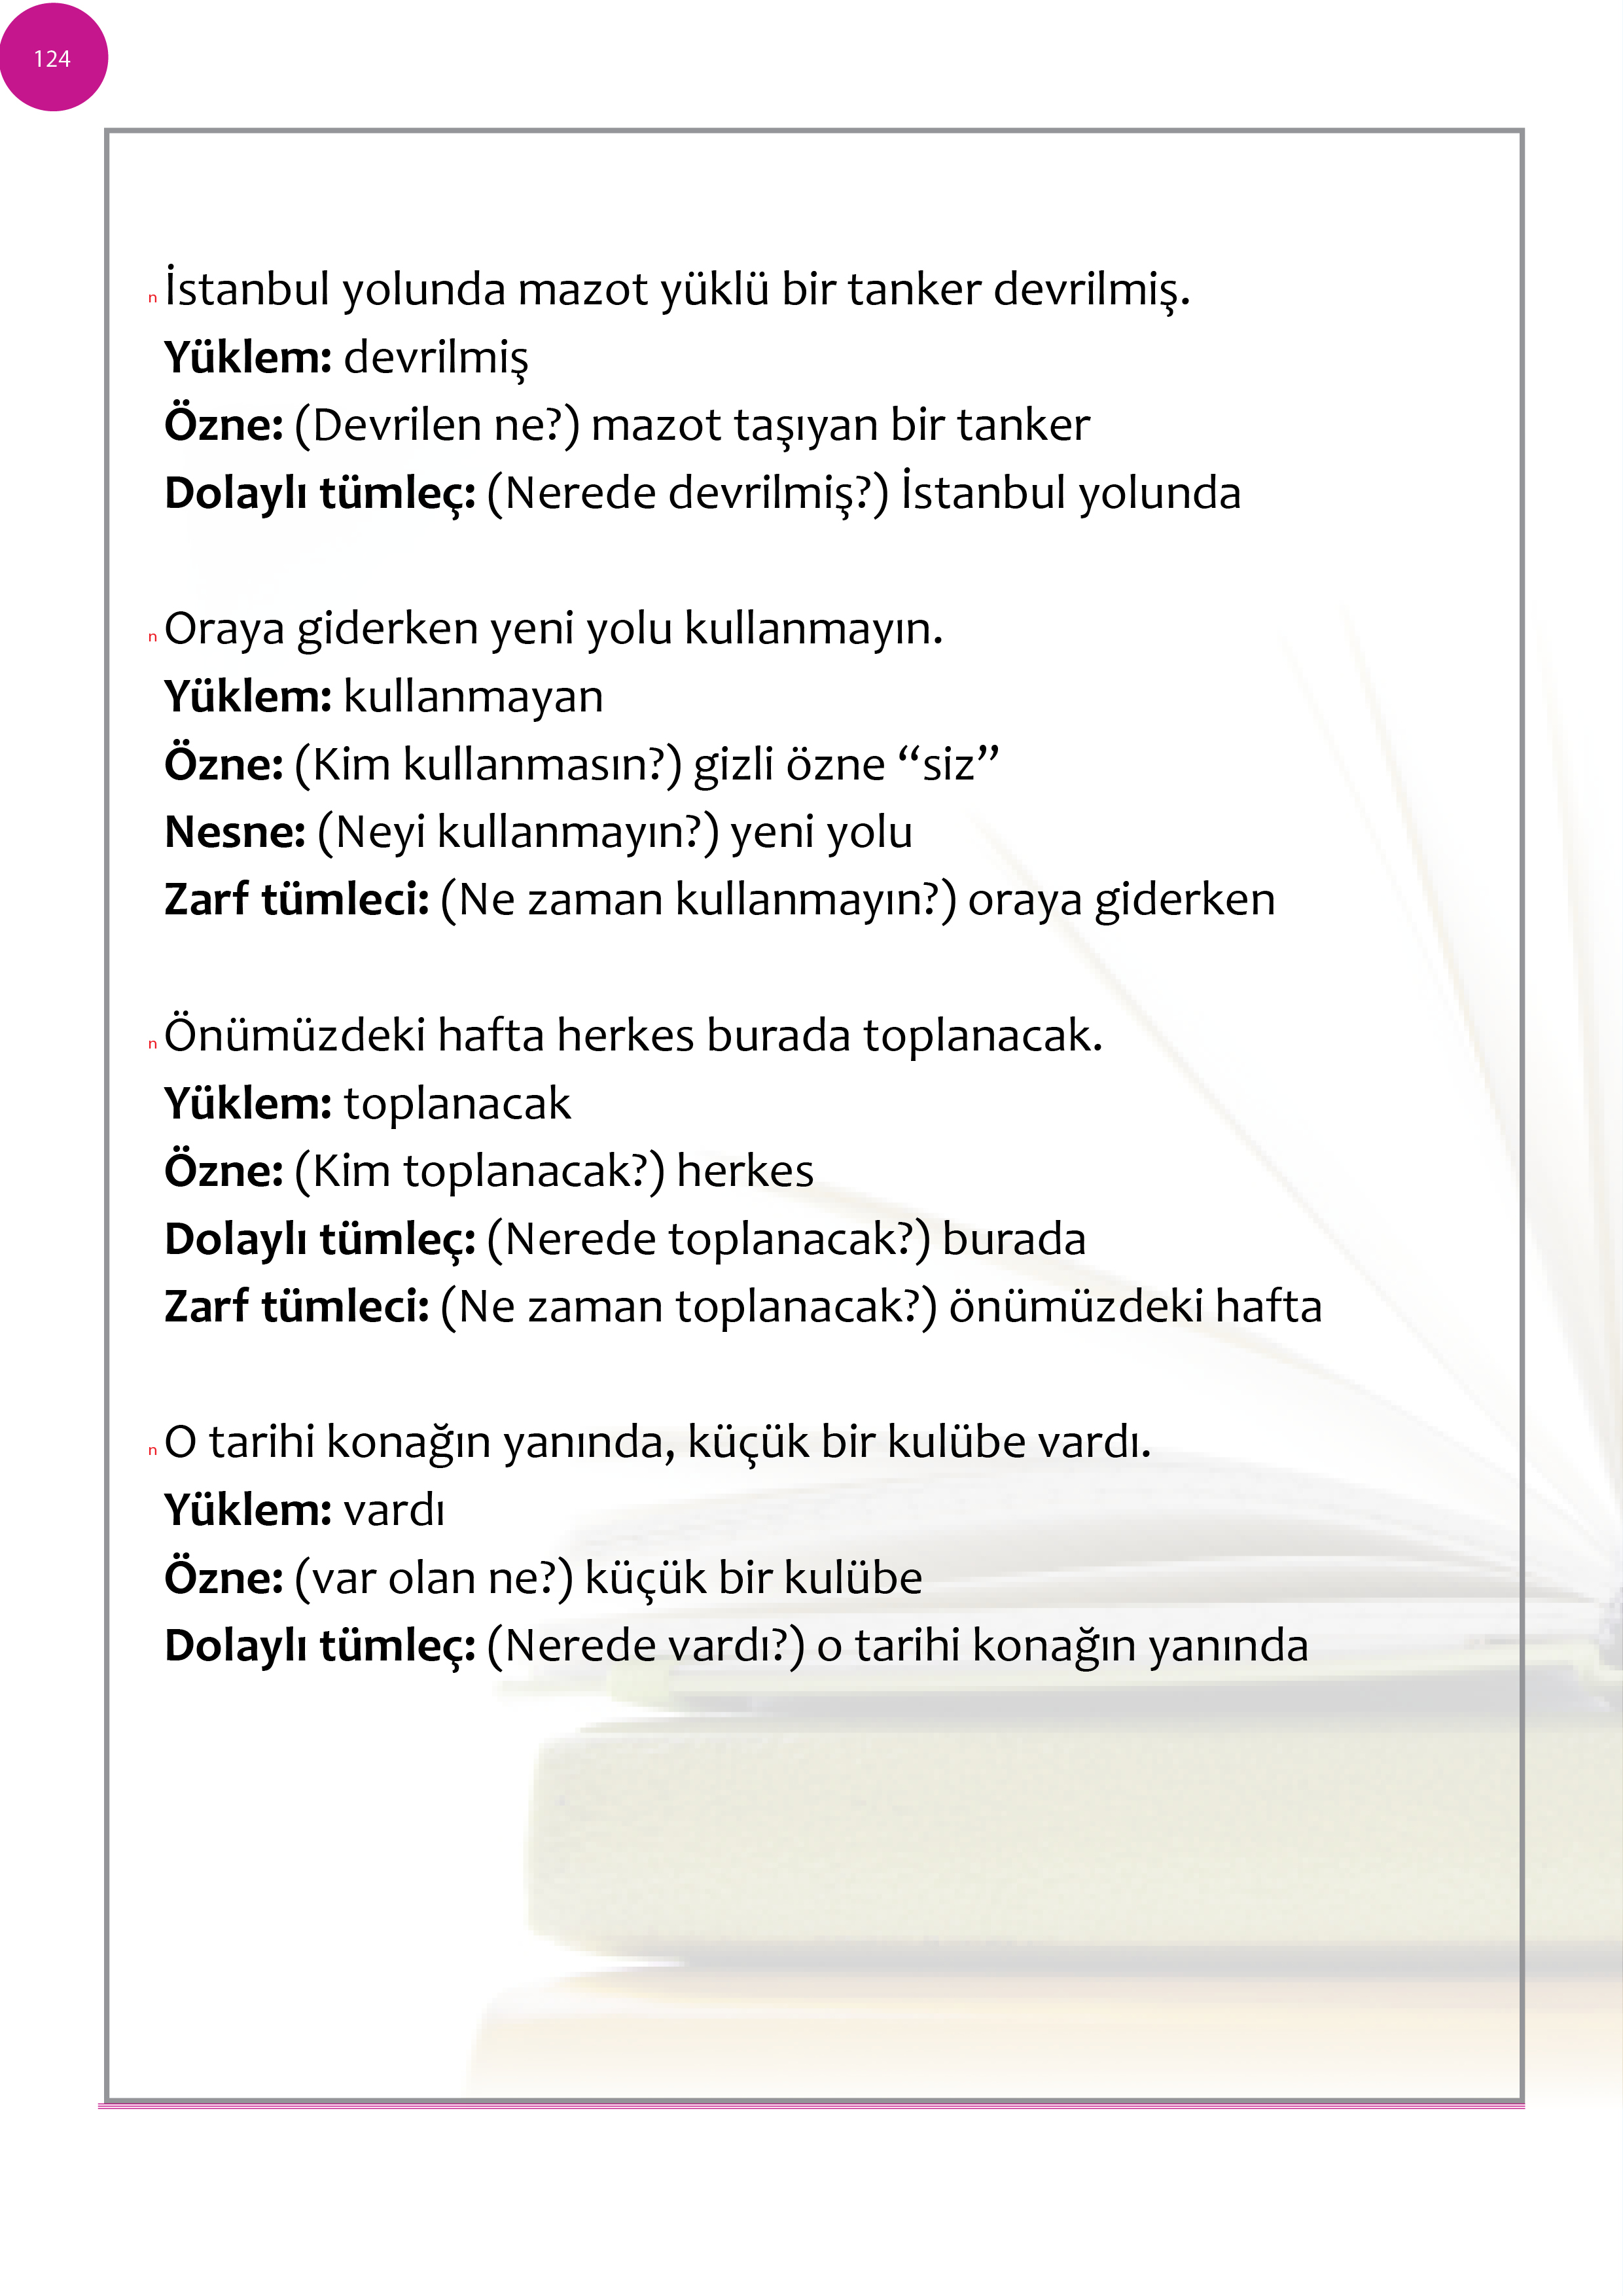 124
n İstanbul yolunda mazot yüklü bir tanker devrilmiş.
Yüklem: devrilmiş
Özne: (Devrilen ne?) mazot taşıyan bir tanker
Dolaylı tümleç: (Nerede devrilmiş?) İstanbul yolunda
n Oraya giderken yeni yolu kullanmayın.
Yüklem: kullanmayan
Özne: (Kim kullanmasın?) gizli özne “siz”
Nesne: (Neyi kullanmayın?) yeni yolu
Zarf tümleci: (Ne zaman kullanmayın?) oraya giderken
n Önümüzdeki hafta herkes burada toplanacak.
Yüklem: toplanacak
Özne: (Kim toplanacak?) herkes
Dolaylı tümleç: (Nerede toplanacak?) burada
Zarf tümleci: (Ne zaman toplanacak?) önümüzdeki hafta
n O tarihi konağın yanında, küçük bir kulübe vardı.
Yüklem: vardı
Özne: (var olan ne?) küçük bir kulübe
Dolaylı tümleç: (Nerede vardı?) o tarihi konağın yanında